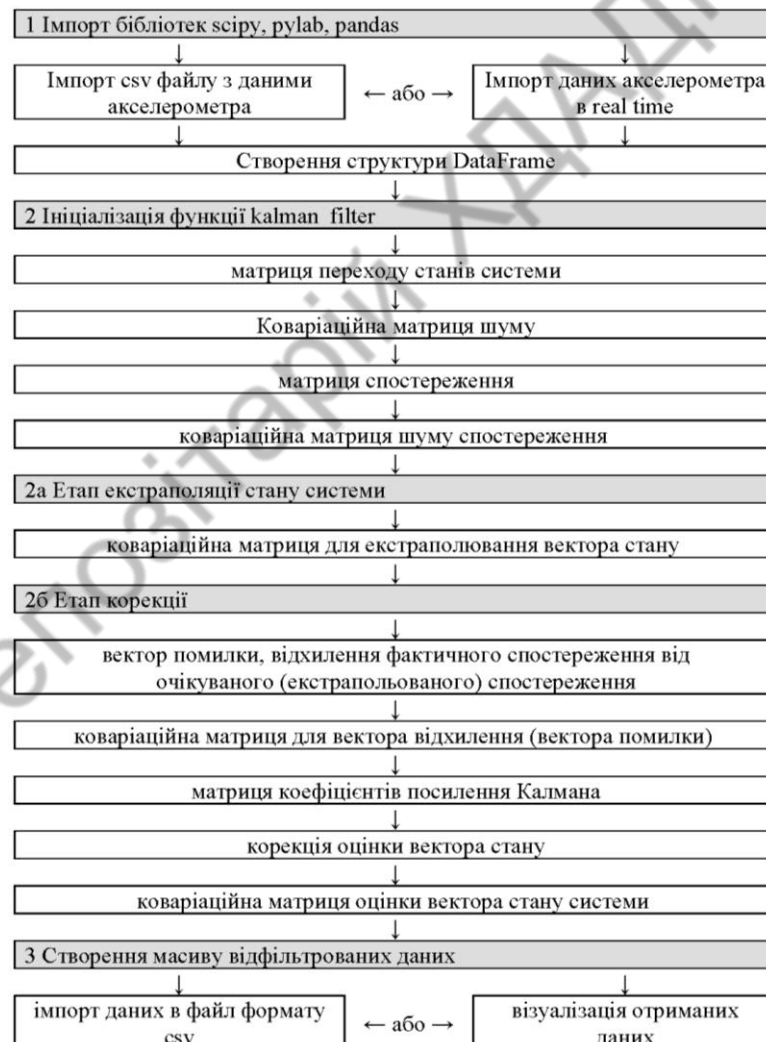 1 Імпорт бібліотек scipy, pylab, pandas
↓ ↓
Імпорт csv файлу з даними
акселерометра
← або →
Імпорт даних акселерометра
в real time
↓ ↓
Створення структури DataFrame
↓
2 Ініціалізація функції kalman filter
↓
матриця переходу станів системи
↓
Коваріаційна матриця шуму
↓
матриця спостереження
↓
коваріаційна матриця шуму спостереження
↓
2а Етап екстраполяції стану системи
↓
коваріаційна матриця для екстраполювання вектора стану
↓
2б Етап корекції
↓
вектор помилки, відхилення фактичного спостереження від
очікуваного (екстрапольованого) спостереження
↓
коваріаційна матриця для вектора відхилення (вектора помилки)
↓
матриця коефіцієнтів посилення Калмана
↓
корекція оцінки вектора стану
↓
коваріаційна матриця оцінки вектора стану системи
↓
3 Створення масиву відфільтрованих даних
↓ ↓
імпорт даних в файл формату
csv
← або →
візуалізація отриманих
даних
епозітарій ХДАД